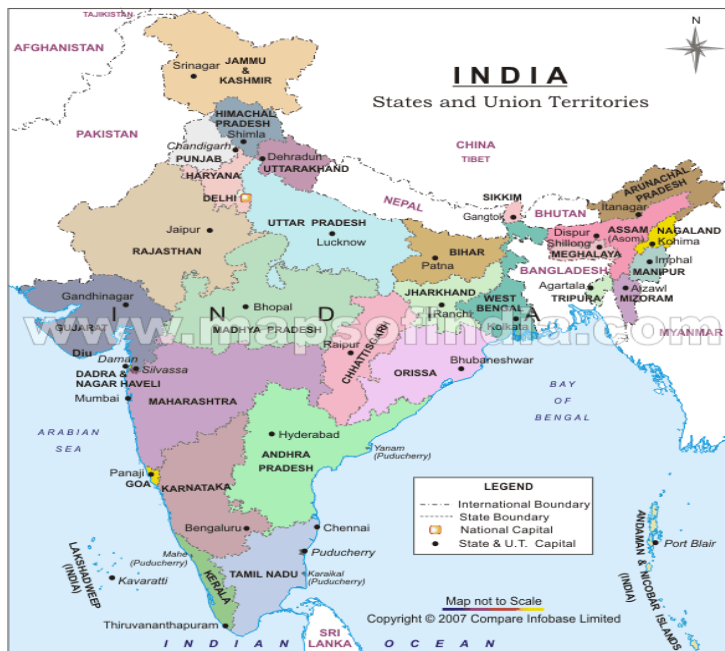 TAJIKISTAN
AFGHANISTAN
N
JAMMU
&
KASHMIR
Srinagar
INDIA
States and Union Territories
HIMACHAL
PRADESH
Shimla
PAKISTAN
Chandigarh
PUNJAB
CHINA
TIBET
Dehradun
UTTARAKHAND
HARYANA
DELHI
NEPAL
SIKKIM
Gangtok
BHUTAN
ARUNACHAL
PRADESH
Itanagar
Jaipur
RAJASTHAN
UTTAR PRADESH
Lucknow
BIHAR
Patna
Dispur
ASSAM
(Asom)
Shillong
MEGHALAYA
NAGALAND
Kohima
Imphal
MANIPUR
BANGLADESH
Agartala
TRIPURA
Aizawl
MIZORAM
MYANMAR
Gandhinagar
GUJARAT
I N D I A
Bhopal
MADHYA PRADESH
JHARKHAND
Ranchi
WEST
BENGAL
Kolkata
www.mapsofindia.com
Diu
Daman
Silvassa
DADRA &
NAGAR HAVELI
Mumbai
MAHARASHTRA
Raipur
CHHATTISGARH
ORISSA
Bhubaneshwar
BAY
OF
BENGAL
ARABIAN
SEA
Hyderabad
ANDHRA
PRADESH
Yanam
(Puducherry)
Panaji
GOA
KARNATAKA
Bengaluru
Chennai
LEGEND
International Boundary
State Boundary
National Capital
State & U.T. Capital
Mahe
(Puducherry)
Puducherry
Karaikal
(Puducherry)
TAMIL NADU
KERALA
LAKSHADWEEP
(INDIA)
Kavaratti
Thiruvananthapuram
ANDAMAN & NICOBAR ISLANDS
(INDIA)
Port Blair
Map not to Scale
Copyright © 2007 Compare Infobase Limited
SRI
LANKA
INDIAN OCEAN